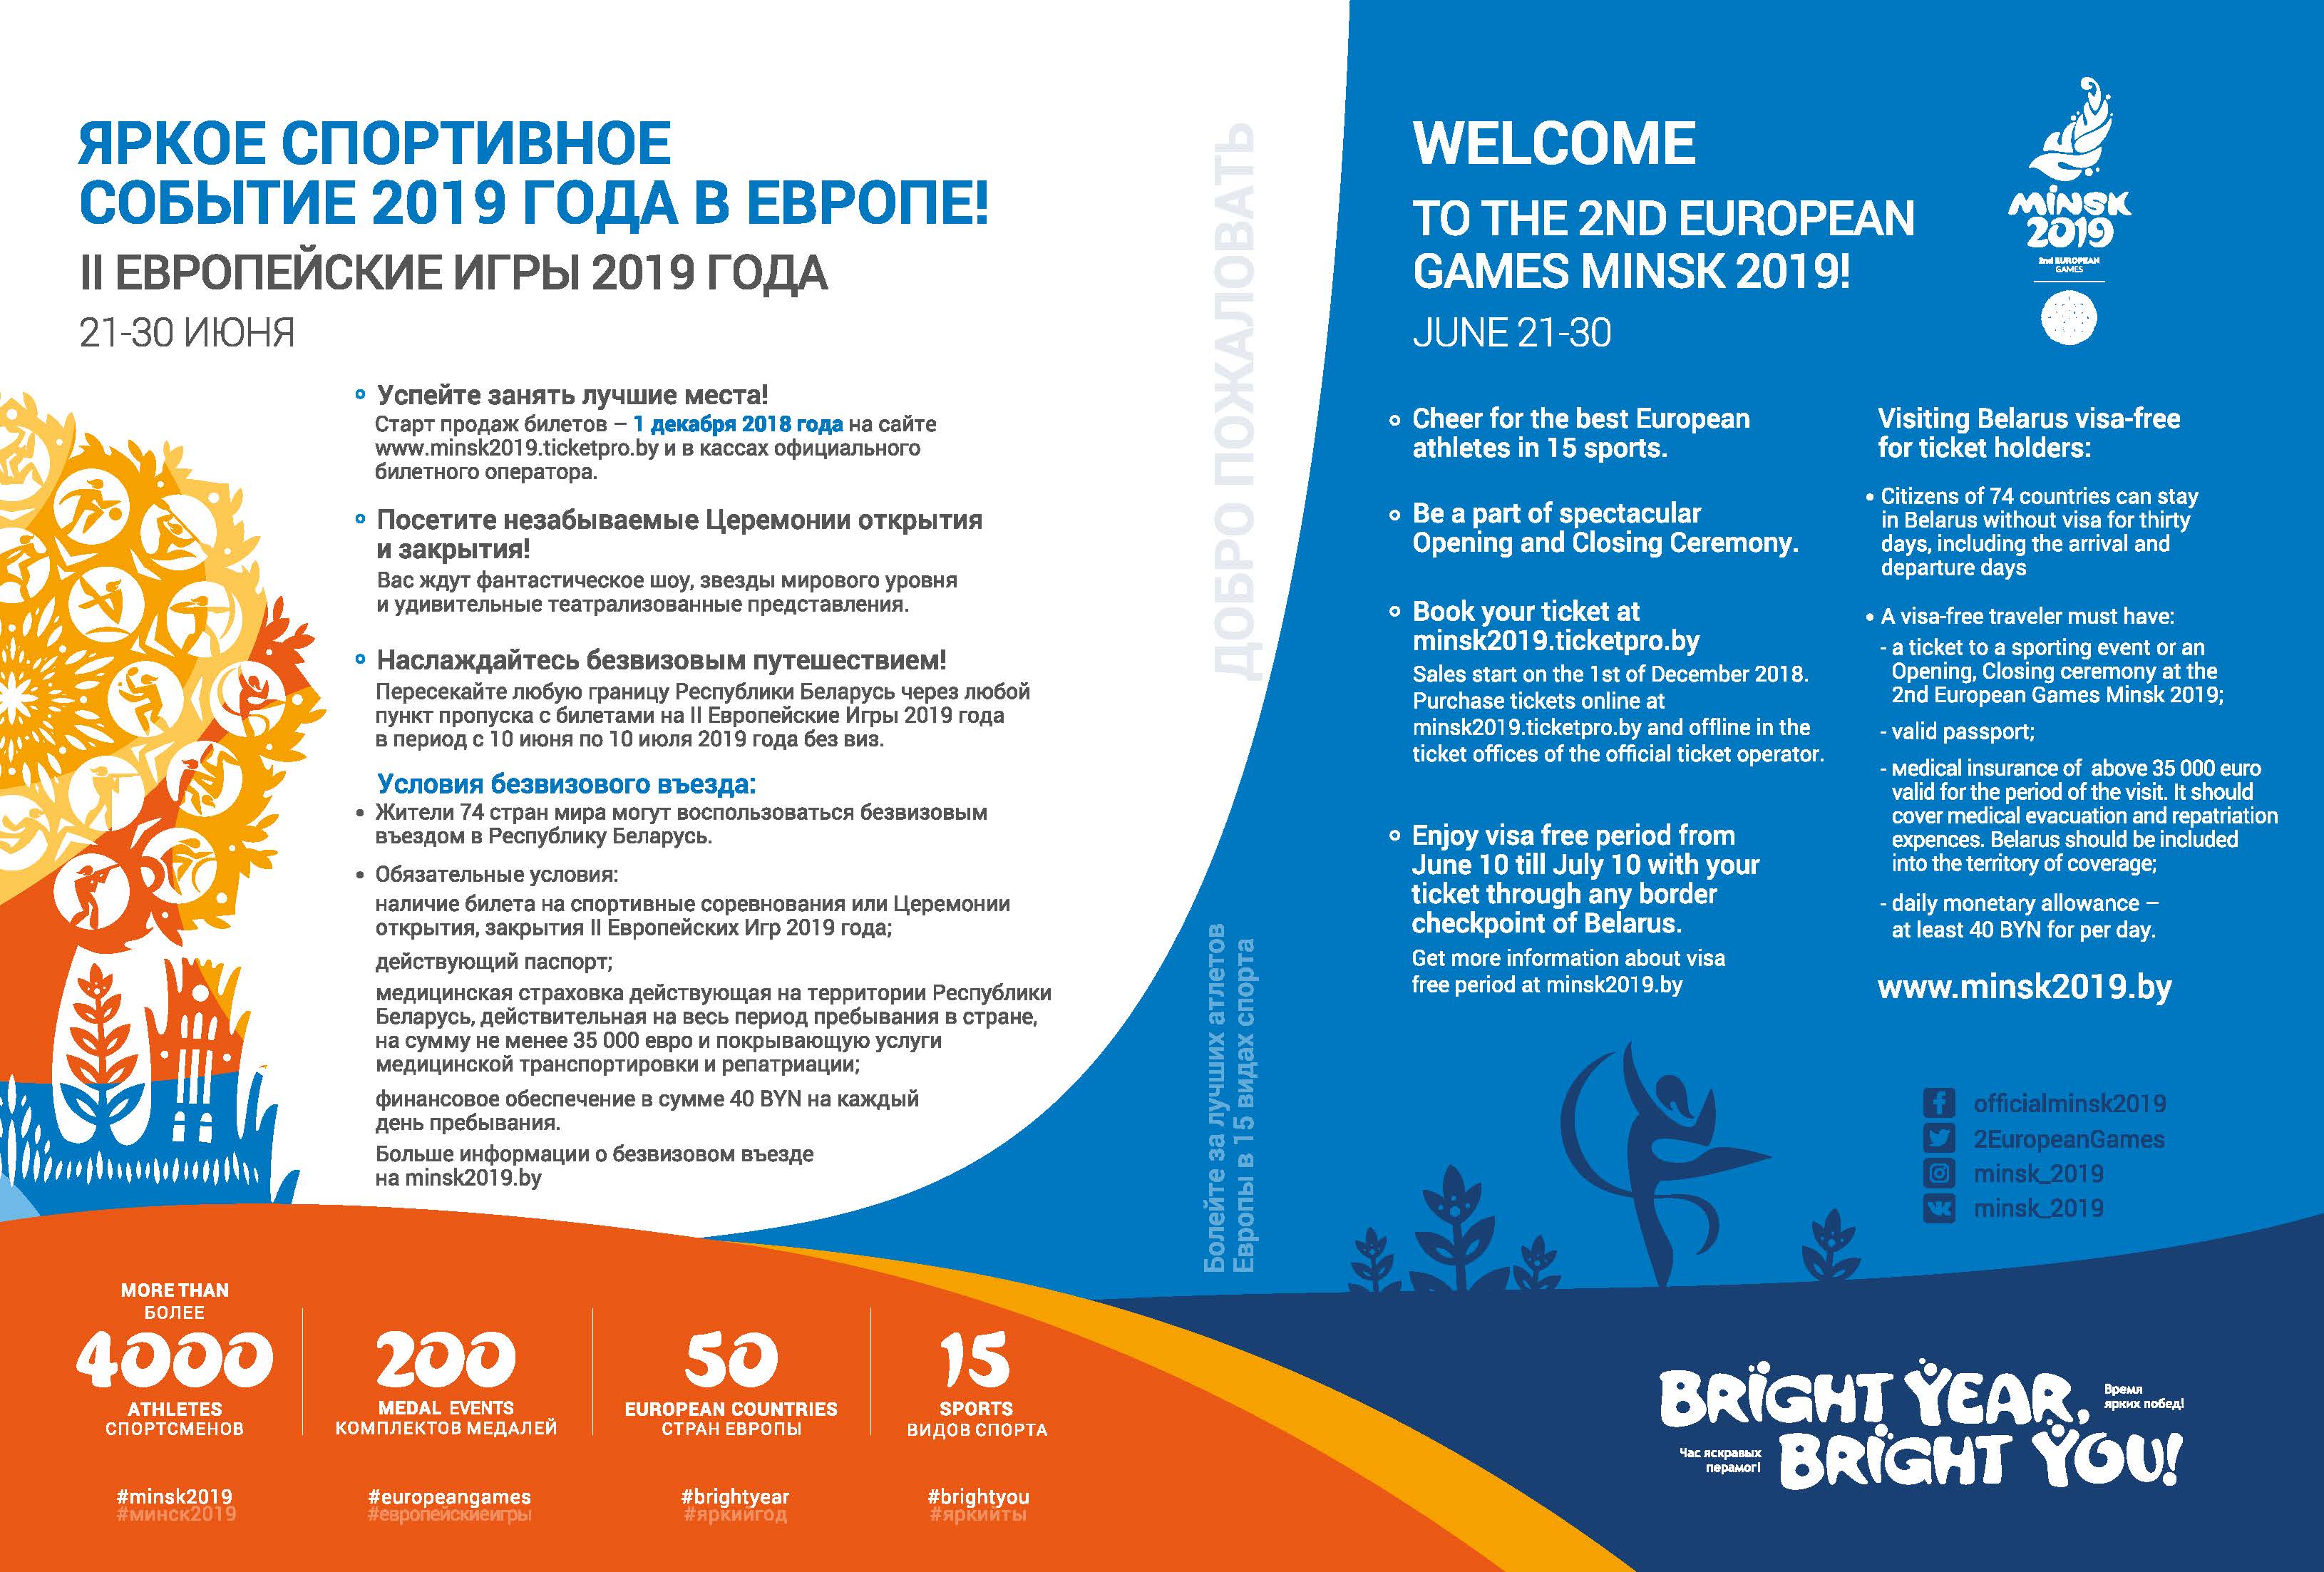 ЯРКОЕ СПОРТИВНОЕ
СОБЫТИЕ 2019 ГОДА В ЕВРОПЕ!
II ЕВРОПЕЙСКИЕ ИГРЫ 2019 ГОДА
21-30 ИЮНЯ
Успейте занять лучшие места!
Старт продаж билетов – 1 декабря 2018 года на сайте
www.minsk2019.ticketpro.by и в кассах официального
билетного оператора.
Посетите незабываемые Церемонии открытия
и закрытия!
Вас ждут фантастическое шоу, звезды мирового уровня
и удивительные театрализованные представления.
Наслаждайтесь безвизовым путешествием!
Пересекайте любую границу Республики Беларусь через любой
пункт пропуска с билетами на II Европейские Игры 2019 года
в период с 10 июня по 10 июля 2019 года без виз.
Условия безвизового въезда:
• Жители 74 стран мира могут воспользоваться безвизовым
въездом в Республику Беларусь.
• Обязательные условия:
наличие билета на спортивные соревнования или Церемонии
открытия, закрытия II Европейских Игр 2019 года;
действующий паспорт;
медицинская страховка действующая на территории Республики
Беларусь, действительная на весь период пребывания в стране,
на сумму не менее 35 000 евро и покрывающую услуги
медицинской транспортировки и репатриации;
финансовое обеспечение в сумме 40 BYN на каждый
день пребывания.
Больше информации о безвизовом въезде
на minsk2019.by
ДОБРО ПОЖАЛОВАТЬ
Болейте за лучших атлетов
Европы в 15 видах спорта
WELCOME
TO THE 2ND EUROPEAN
GAMES MINSK 2019!
JUNE 21-30
MINSK
2019
2nd EUROPEAN
GAMES
Cheer for the best European
athletes in 15 sports.
Be a part of spectacular
Opening and Closing Ceremony.
Book your ticket at
minsk2019.ticketpro.by
Sales start on the 1st of December 2018.
Purchase tickets online at
minsk2019.ticketpro.by and offline in the
ticket offices of the official ticket operator.
Enjoy visa free period from
June 10 till July 10 with your
ticket through any border
checkpoint of Belarus.
Get more information about visa
free period at minsk2019.by
Visiting Belarus visa-free
for ticket holders:
• Citizens of 74 countries can stay
in Belarus without visa for thirty
days, including the arrival and
departure days
• A visa-free traveler must have:
- a ticket to a sporting event or an
Opening, Closing ceremony at the
2nd European Games Minsk 2019;
- valid passport;
- medical insurance of above 35 000 euro
valid for the period of the visit. It should
cover medical evacuation and repatriation
expences. Belarus should be included
into the territory of coverage;
- daily monetary allowance –
at least 40 BYN for per day.
www.minsk2019.by
officialminsk2019
2EuropeanGames
minsk_2019
minsk_2019
MORE THAN
БОЛЕЕ
4000
ATHLETES
СПОРТСМЕНОВ
200
MEDAL EVENTS
КОМПЛЕКТОВ МЕДАЛЕЙ
50
EUROPEAN COUNTRIES
СТРАН ЕВРОПЫ
15
SPORTS
ВИДОВ СПОРТА
#minsk2019
#минск2019
#europeangames
#европейскиеигры
#brightyear
#яркийгод
#brightyou
#яркийты
BRIGHT YEAR,
Время
ярких побед!
Час яскравых
перамог!
BRIGHT YOU!